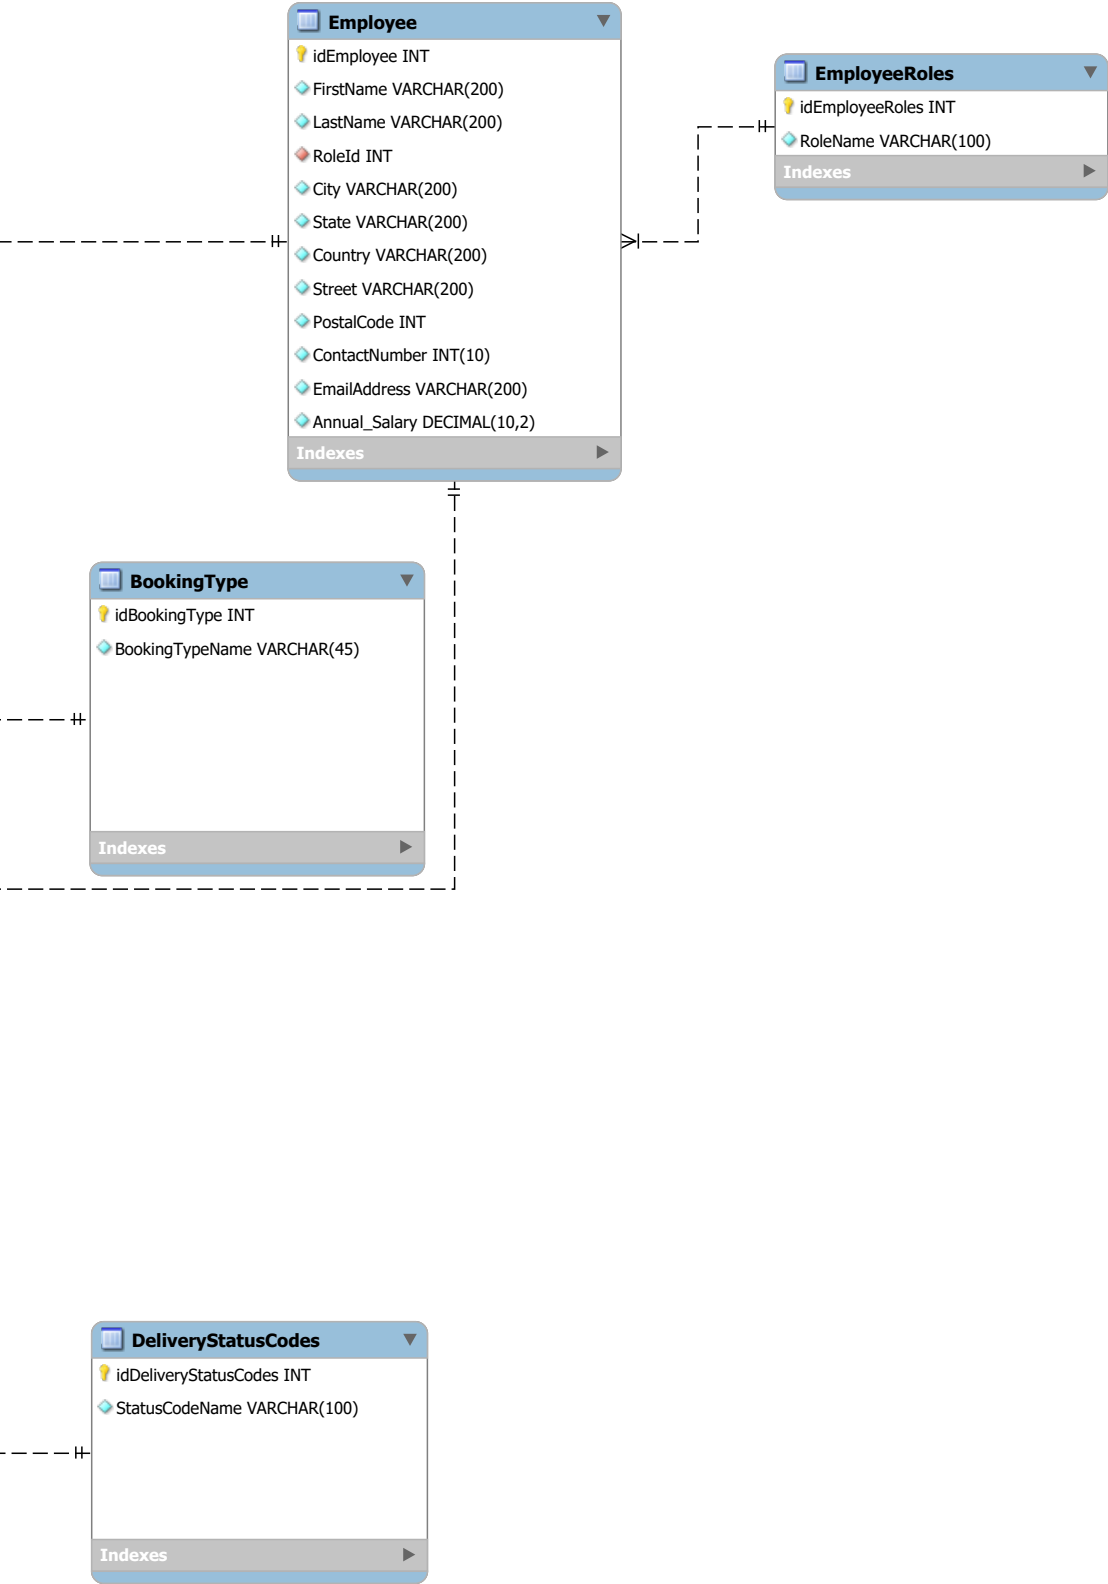 Employee
idEmployee INT
FirstName VARCHAR(200)
LastName VARCHAR(200)
RoleId INT
City VARCHAR(200)
State VARCHAR(200)
Country VARCHAR(200)
Street VARCHAR(200)
PostalCode INT
ContactNumber INT(10)
EmailAddress VARCHAR(200)
Annual_Salary DECIMAL(10,2)
Indexes
EmployeeRoles
idEmployeeRoles INT
RoleName VARCHAR(100)
Indexes
BookingType
idBookingType INT
BookingTypeName VARCHAR(45)
Indexes
DeliveryStatusCodes
idDeliveryStatusCodes INT
StatusCodeName VARCHAR(100)
Indexes